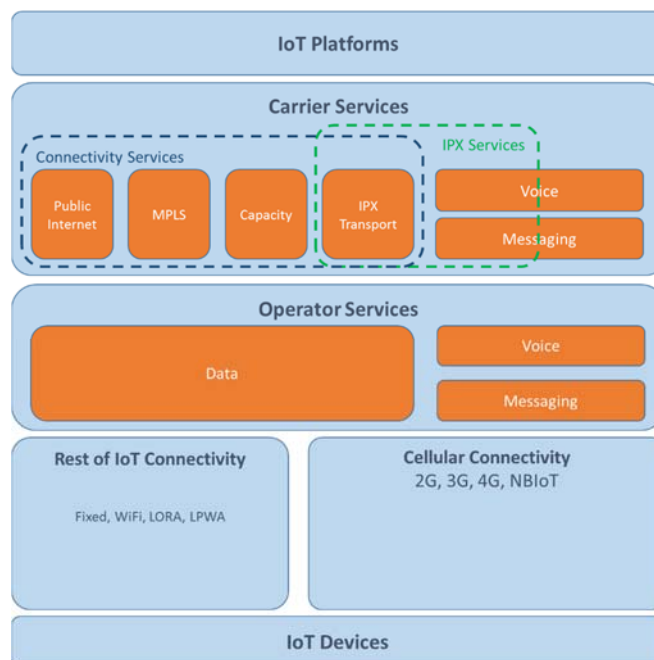 IoT Platforms
Carrier Services
IPX Services
Connectivity Services
Public
Internet
MPLS
Capacity
IPX
Transport
Voice
Messaging
Operator Services
Data
Voice
Messaging
Rest of IoT Connectivity
Fixed, WiFi, LORA, LPWA
Cellular Connectivity
2G, 3G, 4G, NBIoT
IoT Devices